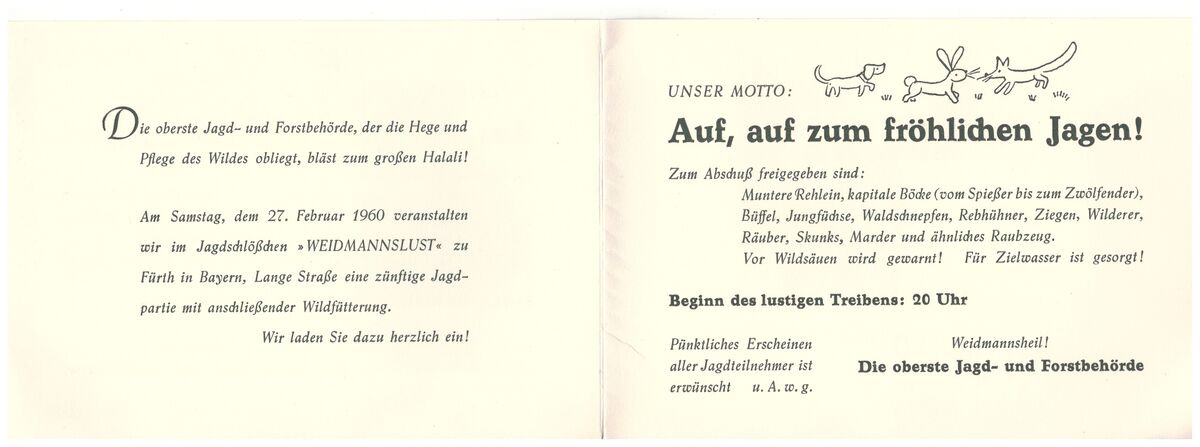 Die oberste Jagd- und Forstbehörde, der die Hege und
Pflege des Wildes obliegt, bläst zum großen Halali!
Am Samstag, dem 27. Februar 1960 veranstalten
wir im Jagdschlößchen »WEIDMANNSLUST« zu
Fürth in Bayern, Lange Straße eine zünftige Jagd-
partie mit anschließender Wildfütterung.
Wir laden Sie dazu herzlich ein!
UNSER MOTTO:
Auf, auf zum fröhlichen Jagen!
Zum Abschuß freigegeben sind:
Muntere Rehlein, kapitale Böcke (vom Spießer bis zum Zwölfender),
Büffel, Jungfüchse, Waldschnepfen, Rebhühner, Ziegen, Wilderer,
Räuber, Skunks, Marder und ähnliches Raubzeug.
Vor Wildsäuen wird gewarnt! Für Zielwasser ist gesorgt!
Beginn des lustigen Treibens: 20 Uhr
Pünktliches Erscheinen
aller Jagdteilnehmer ist
erwünscht u. A. w. g.
Weidmannsheil!
Die oberste Jagd- und Forstbehörde